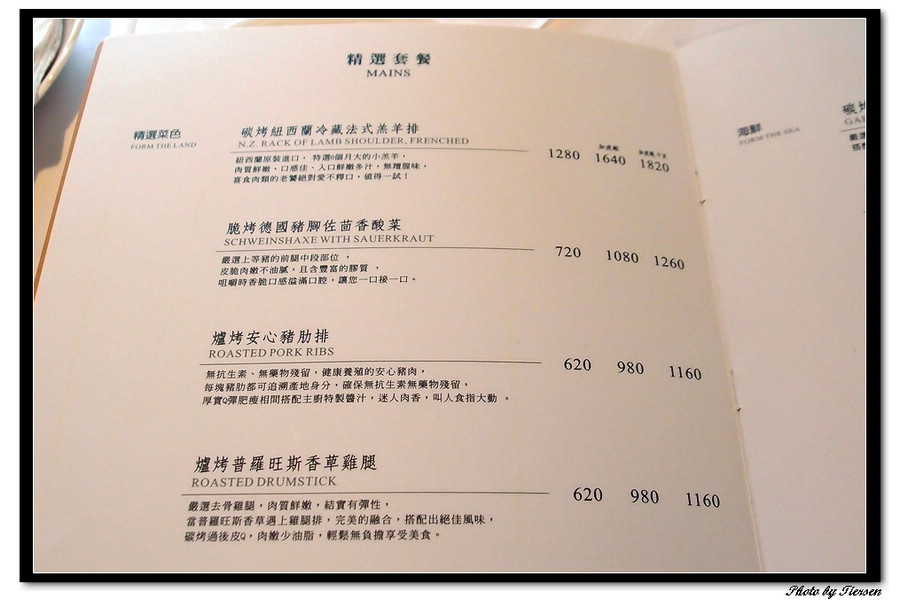 精選套餐
MAINS
精選菜色
FORM THE LAND
碳烤紐西蘭冷藏法式羔羊排
N.Z. RACK OF LAMB SHOULDER, FRENCHED
紐西蘭原裝進口，特選6個月大的小羔羊，
肉質鮮嫩，口感佳、入口鮮嫩多汁，無羶腥味，
喜食肉類的老饕絕對愛不釋口，值得一試！
1280 1640 1820
脆烤德國豬腳佐茴香酸菜
SCHWEINSHAXE WITH SAUERKRAUT
嚴選上等豬的前腿中段部位，
皮脆肉嫩不油膩，且含豐富的膠質，
咀嚼時香脆口感溢滿口腔，讓您一口接一口。
720 1080 1260
爐烤安心豬肋排
ROASTED PORK RIBS
無抗生素、無藥物殘留，健康養殖的安心豬肉，
每塊豬肋都可追溯產地身分，確保無抗生素無藥物殘留，
厚實Q彈肥瘦相間搭配主廚特製醬汁，迷人肉香，叫人食指大動。
620 980 1160
爐烤普羅旺斯香草雞腿
ROASTED DRUMSTICK
嚴選去骨雞腿，肉質鮮嫩，結實有彈性，
當普羅旺斯香草遇上雞腿排，完美的融合，搭配出絕佳風味，
碳烤過後皮Q，肉嫩少油脂，輕鬆無負擔享受美食。
620 980 1160
海鮮
FORM THE SEA
碳烤
GAR
嚴選
Photo by Tiersen